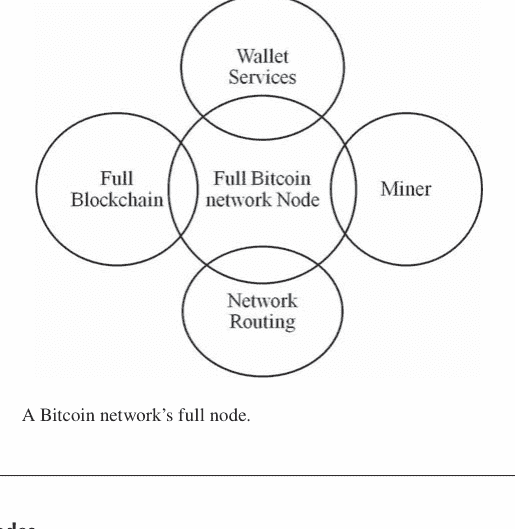 Wallet
Services
Full
Blockchain
Full Bitcoin
network Node
Miner
Network
Routing
A Bitcoin network’s full node.